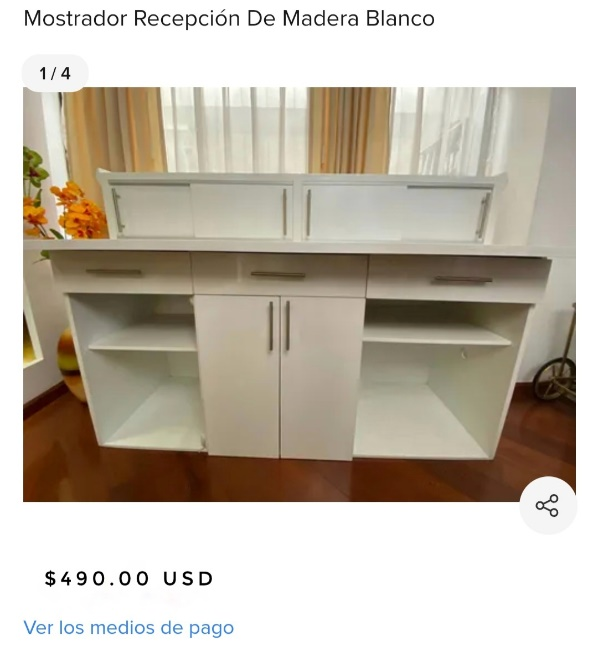 Mostrador Recepción De Madera Blanco
1 / 4
$490.00 USD
Ver los medios de pago